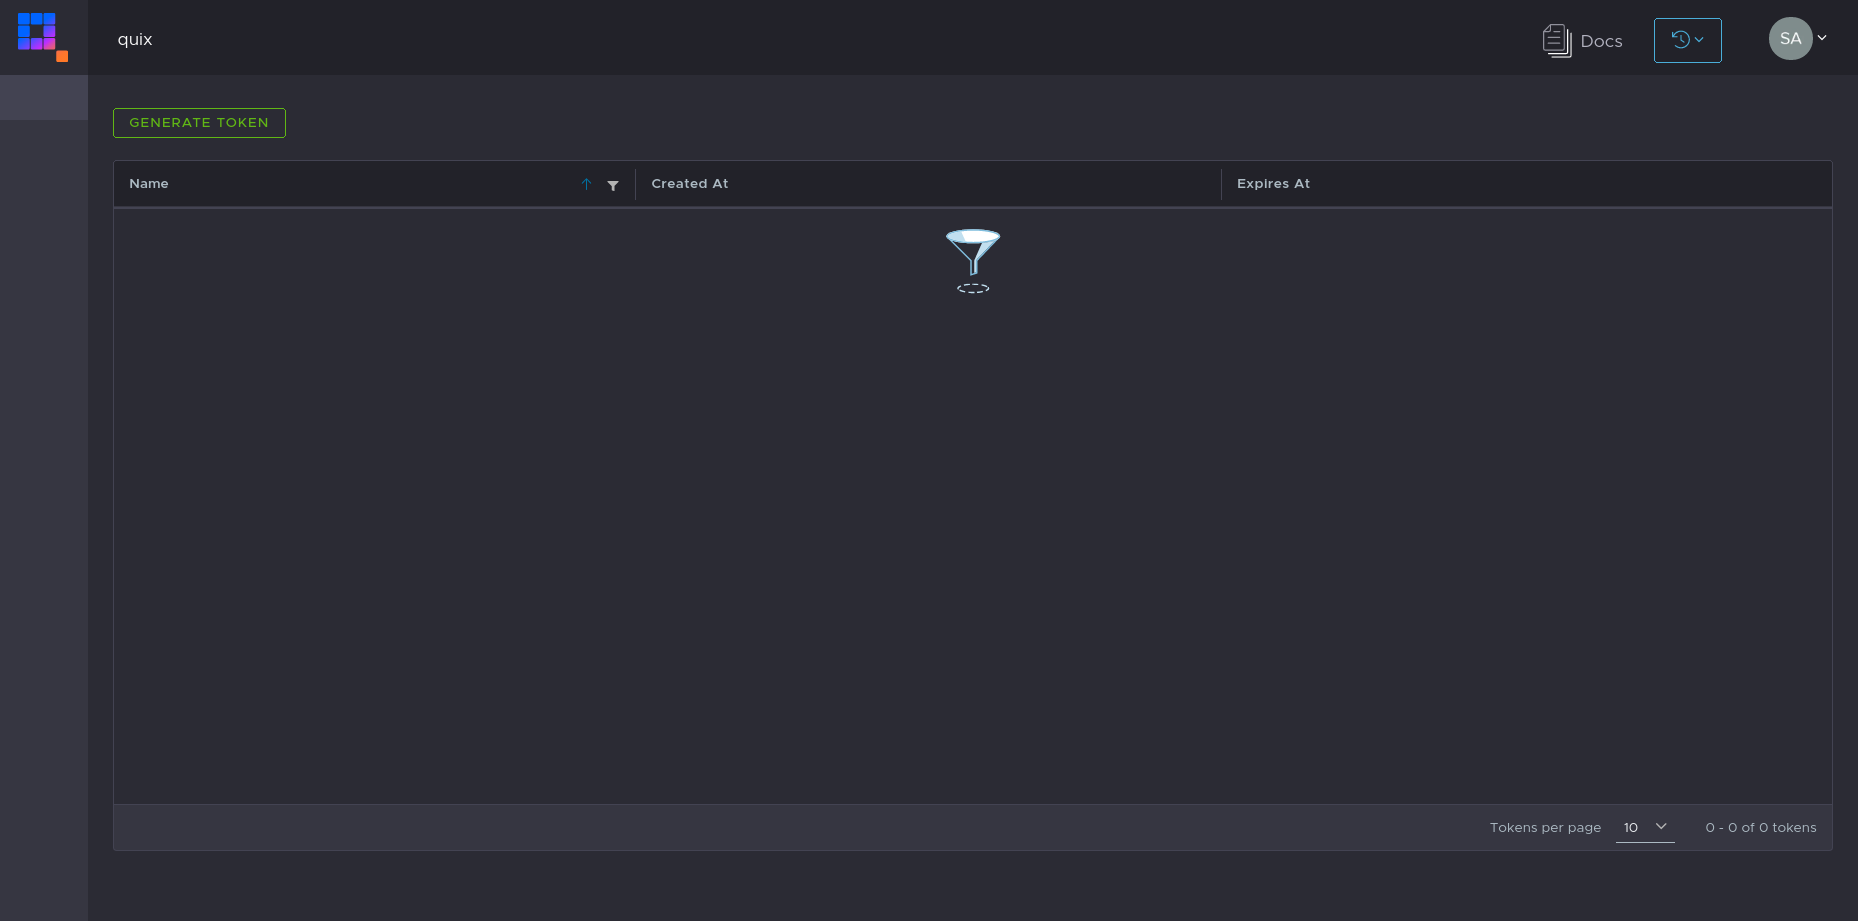 quix
Docs
SA
GENERATE TOKEN
Name
Created At
Expires At
Tokens per page
10
0 - 0 of 0 tokens